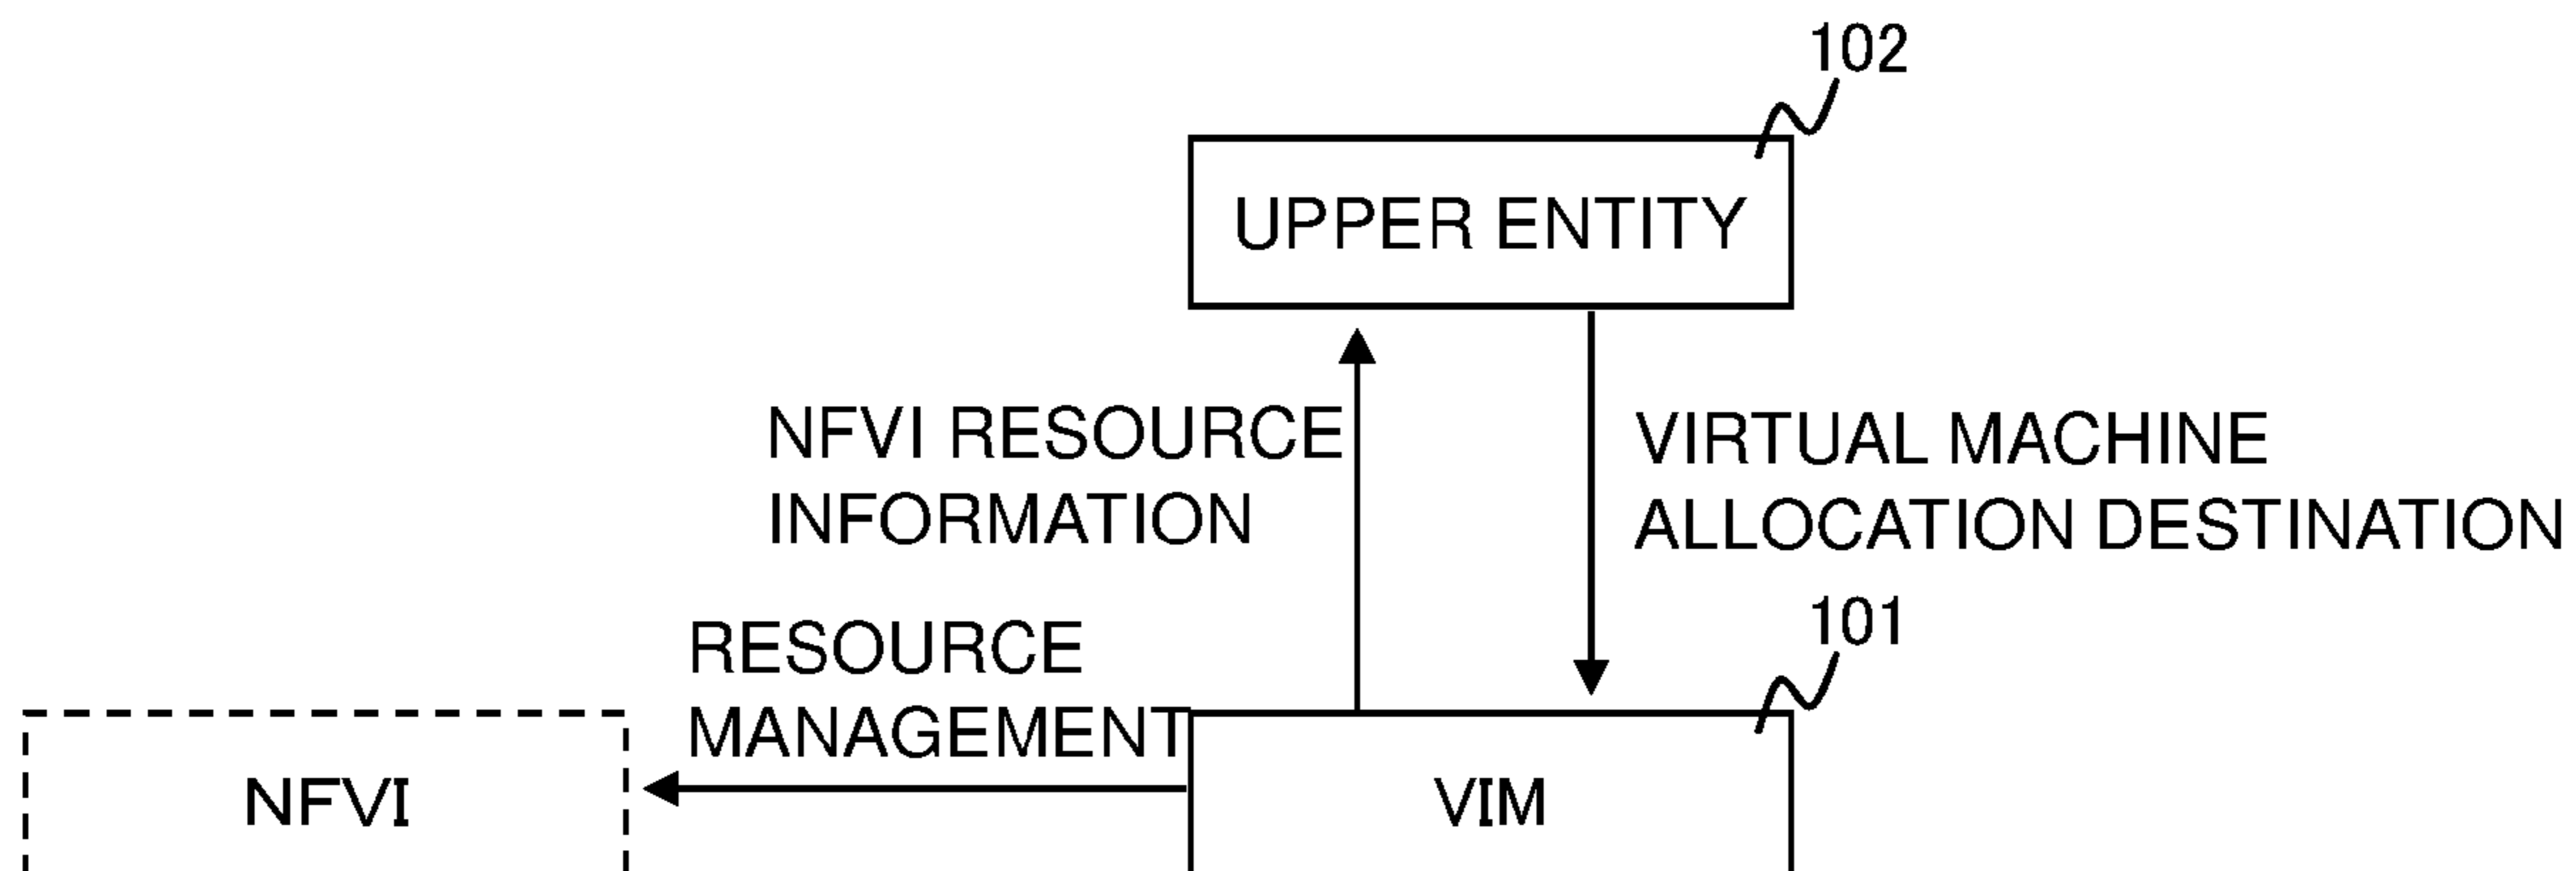 102
UPPER ENTITY
NFVI RESOURCE
INFORMATION
VIRTUAL MACHINE
ALLOCATION DESTINATION
101
RESOURCE
MANAGEMENT
NFVI
VIM